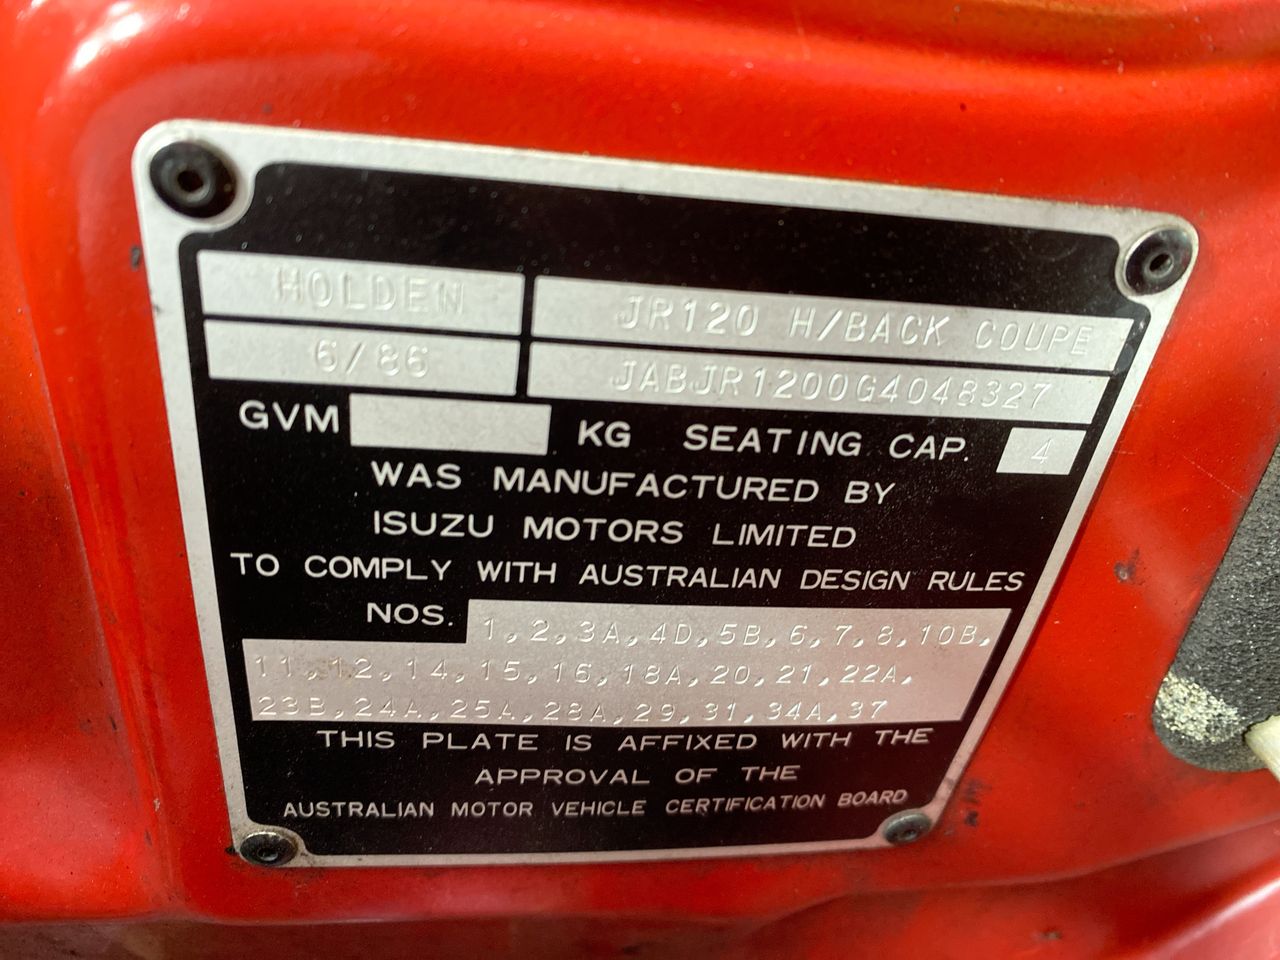 HOLDEN JR120 H/BACK COUPE
6/86 JABJR1200G4048327
GVM KG SEATING CAP. 4
WAS MANUFACTURED BY
ISUZU MOTORS LIMITED
TO COMPLY WITH AUSTRALIAN DESIGN RULES
NOS. 1,2,3A,4D,5B,6,7,8,10B,
11,12,14,15,16,18A,20,21,22A,
23B,24A,25A,28A,29,31,34A,37
THIS PLATE IS AFFIXED WITH THE
APPROVAL OF THE
AUSTRALIAN MOTOR VEHICLE CERTIFICATION BOARD